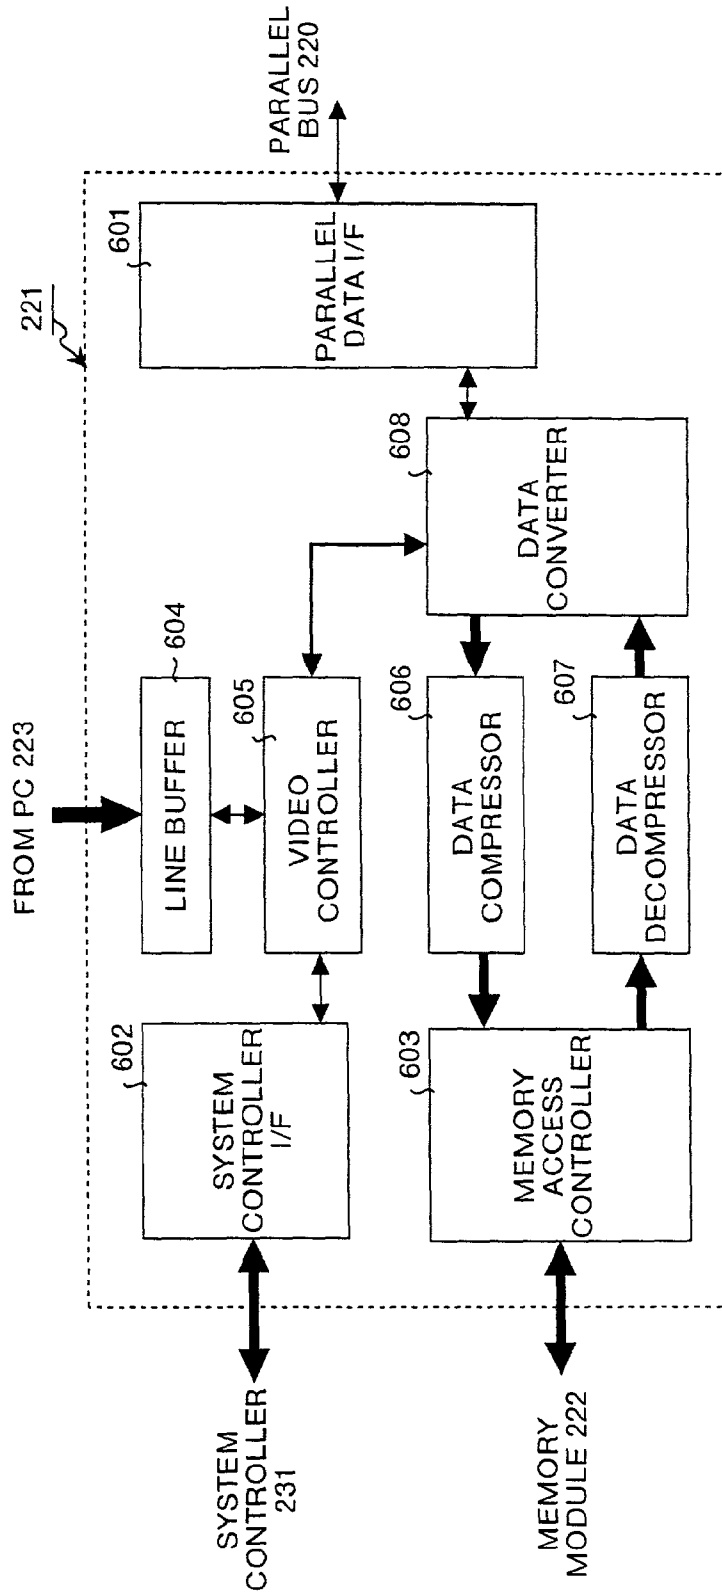 FROM PC 223
221
604
LINE BUFFER
601
PARALLEL
DATA I/F
PARALLEL
BUS 220
602
SYSTEM
CONTROLLER
I/F
605
VIDEO
CONTROLLER
SYSTEM
CONTROLLER
231
603
MEMORY
ACCESS
CONTROLLER
606
DATA
COMPRESSOR
608
DATA
CONVERTER
607
DATA
DECOMPRESSOR
MEMORY
MODULE 222